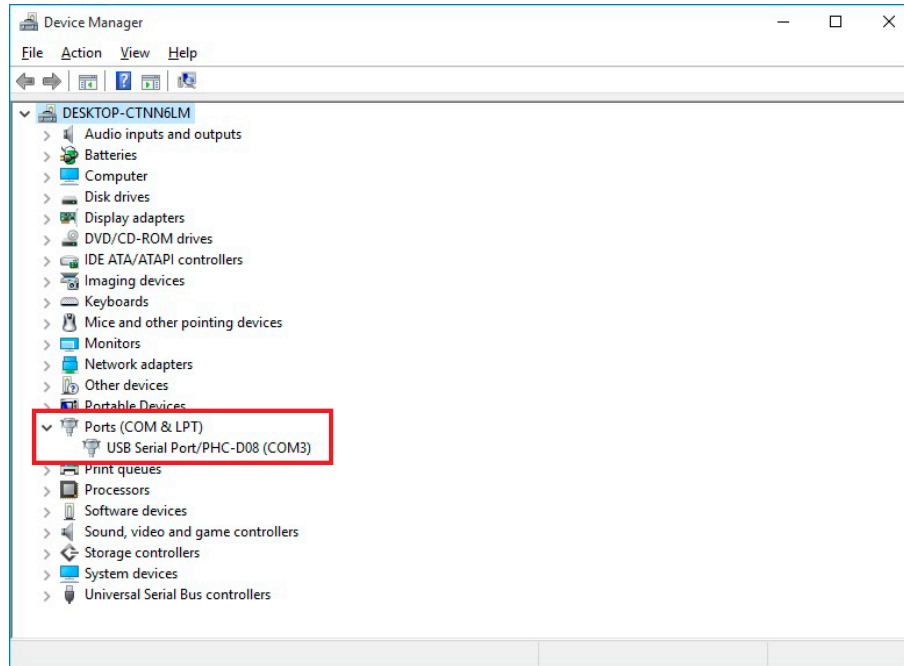 Device Manager
File Action View Help
DESKTOP-CTNN6LM
Audio inputs and outputs
Batteries
Computer
Disk drives
Display adapters
DVD/CD-ROM drives
IDE ATA/ATAPI controllers
Imaging devices
Keyboards
Mice and other pointing devices
Monitors
Network adapters
Other devices
Portable Devices
Ports (COM & LPT)
USB Serial Port/PHC-D08 (COM3)
Print queues
Processors
Software devices
Sound, video and game controllers
Storage controllers
System devices
Universal Serial Bus controllers